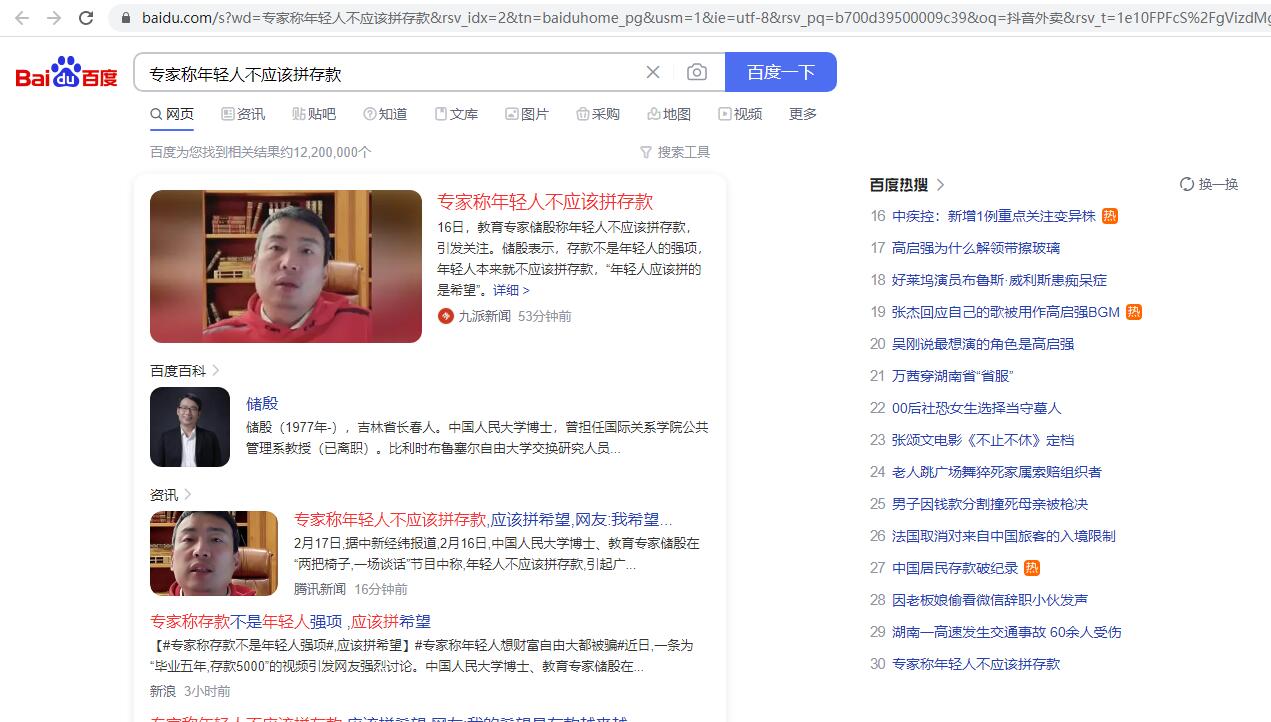 baidu.com/s?wd=专家称年轻人不应该拼存款&rsv_idx=2&tn=baiduhome_pg&usm=1&ie=utf-8&rsv_pq=b700d39500009c39&oq=抖音外卖&rsv_t=1e10FPFcS%2FgVizdMg
Bai du 百度
专家称年轻人不应该拼存款
百度一下
网页 资讯 贴吧 知道 文库 图片 采购 地图 视频 更多
百度为您找到相关结果约12,200,000个
搜索工具
专家称年轻人不应该拼存款
16日，教育专家储殷称年轻人不应该拼存款，
引发关注。储殷表示，存款不是年轻人的强项，
年轻人本来就不应该拼存款，“年轻人应该拼的
是希望”。详细 >
九派新闻 53分钟前
百度百科
储殷
储殷（1977年-），吉林省长春人。中国人民大学博士，曾担任国际关系学院公共
管理系教授（已离职）。比利时布鲁塞尔自由大学交换研究人员...
资讯
专家称年轻人不应该拼存款,应该拼希望,网友:我希望...
2月17日,据中新经纬报道,2月16日,中国人民大学博士、教育专家储殷在
“两把椅子,一场谈话”节目中称,年轻人不应该拼存款,引起广...
腾讯新闻 16分钟前
专家称存款不是年轻人强项 ,应该拼希望
【#专家称存款不是年轻人强项#,应该拼希望】#专家称年轻人想财富自由大都被骗#近日,一条为
“毕业五年,存款5000”的视频引发网友强烈讨论。中国人民大学博士、教育专家储殷在...
新浪 3小时前
百度热搜
换一换
16 中疾控：新增1例重点关注变异株 热
17 高启强为什么解领带擦玻璃
18 好莱坞演员布鲁斯·威利斯患痴呆症
19 张杰回应自己的歌被用作高启强BGM 热
20 吴刚说最想演的角色是高启强
21 万茜穿湖南省“省服”
22 00后社恐女生选择当守墓人
23 张颂文电影《不止不休》定档
24 老人跳广场舞猝死家属索赔组织者
25 男子因钱款分割撞死母亲被枪决
26 法国取消对来自中国旅客的入境限制
27 中国居民存款破纪录 热
28 因老板娘偷看微信辞职小伙发声
29 湖南一高速发生交通事故 60余人受伤
30 专家称年轻人不应该拼存款